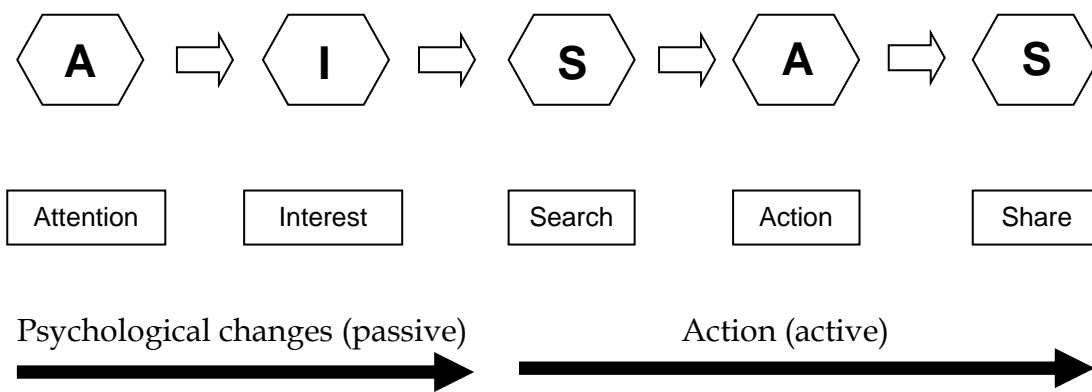 A I S A S
Attention Interest Search Action Share
Psychological changes (passive) Action (active)